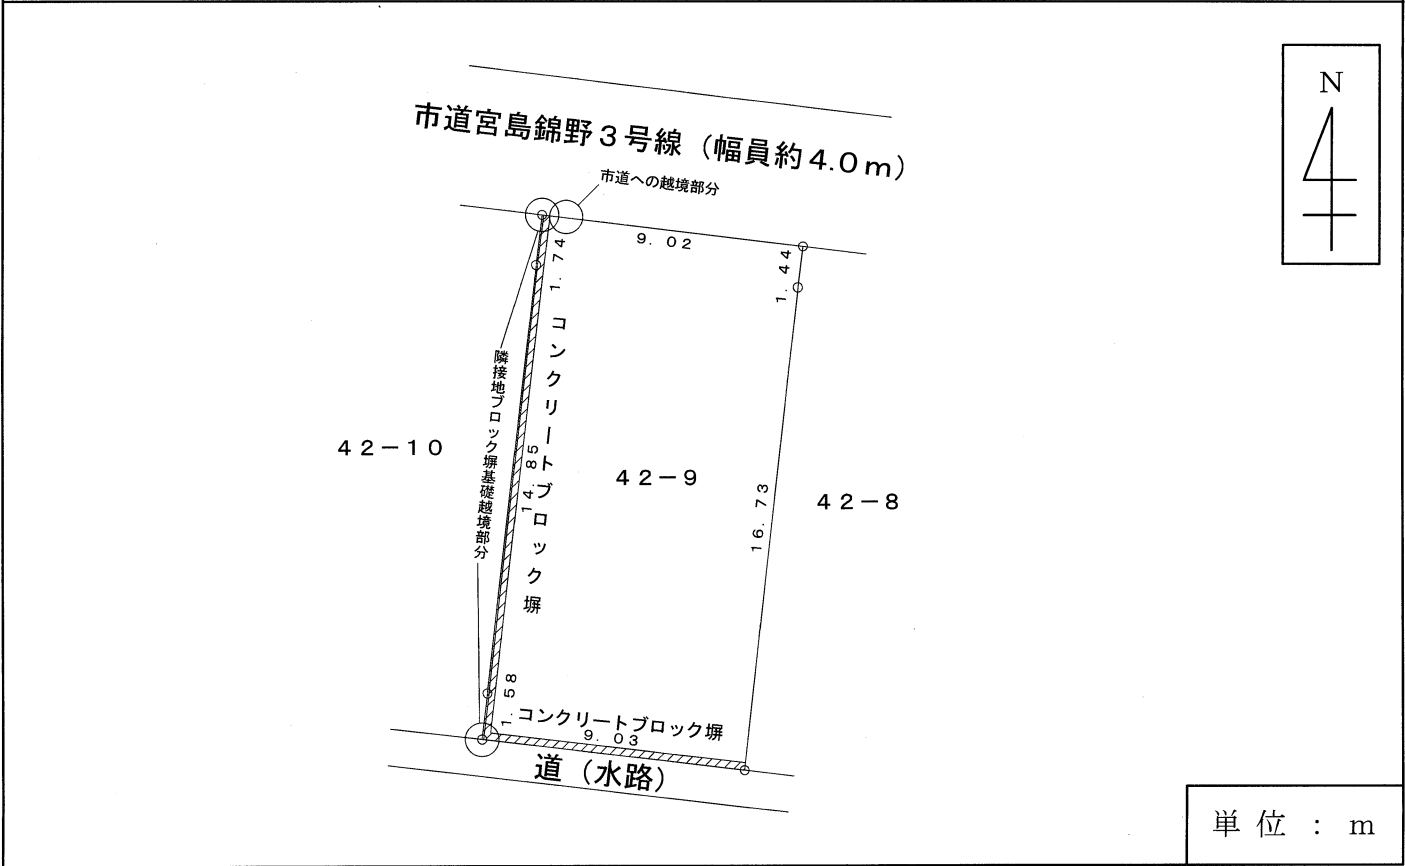 N
市道宮島錦野3号線（幅員約4.0m）
市道への越境部分
9.02
1.74
1.44
コンクリートブロック塀
隣接地ブロック塀基礎越境部分
14.85
42－10
42－9
42－8
16.73
1.58
コンクリートブロック塀
9.03
道（水路）
単位：m